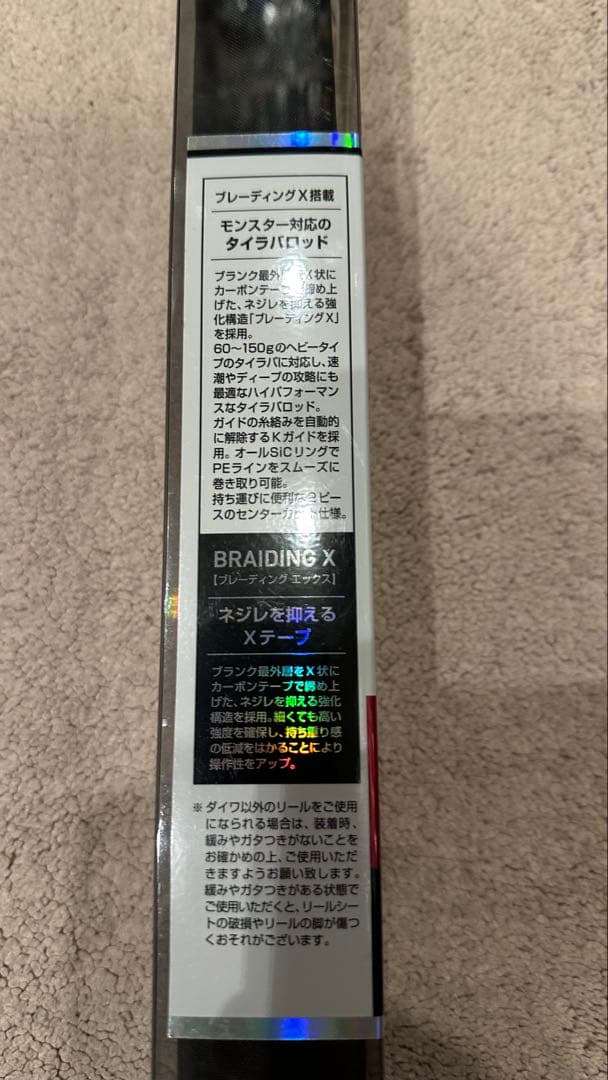 ブレーディングX搭載
モンスター対応の
タイラバロッド
ブランク最外層をX状に
カーボンテープで締め上
げた、ネジレを抑える強
化構造「ブレーディングX」
を採用。
60〜150gのヘビータイ
プのタイラバに対応し、速
潮やディープの攻略にも
最適なハイパフォーマン
スなタイラバロッド。
ガイドの糸絡みを自動的
に解除するKガイドを採
用。オールSiCリングで
PEラインをスムーズに
巻き取り可能。
持ち運びに便利な2ピー
スのセンターカット仕様。
BRAIDING X
［ブレーディング エックス］
ネジレを抑える
Xテープ
ブランク最外層をX状に
カーボンテープで締め上
げた、ネジレを抑える強化
構造を採用。細くても高い
強度を確保し、持ち重り感
の低減をはかることにより
操作性をアップ。
※ダイワ以外のリールをご使用
になられる場合は、装着時、
緩みやガタつきがないことを
お確かめの上、ご使用いただ
きますようお願い致します。
緩みやガタつきがある状態で
ご使用いただくと、リールシー
トの破損やリールの脚が傷つ
くおそれがございます。